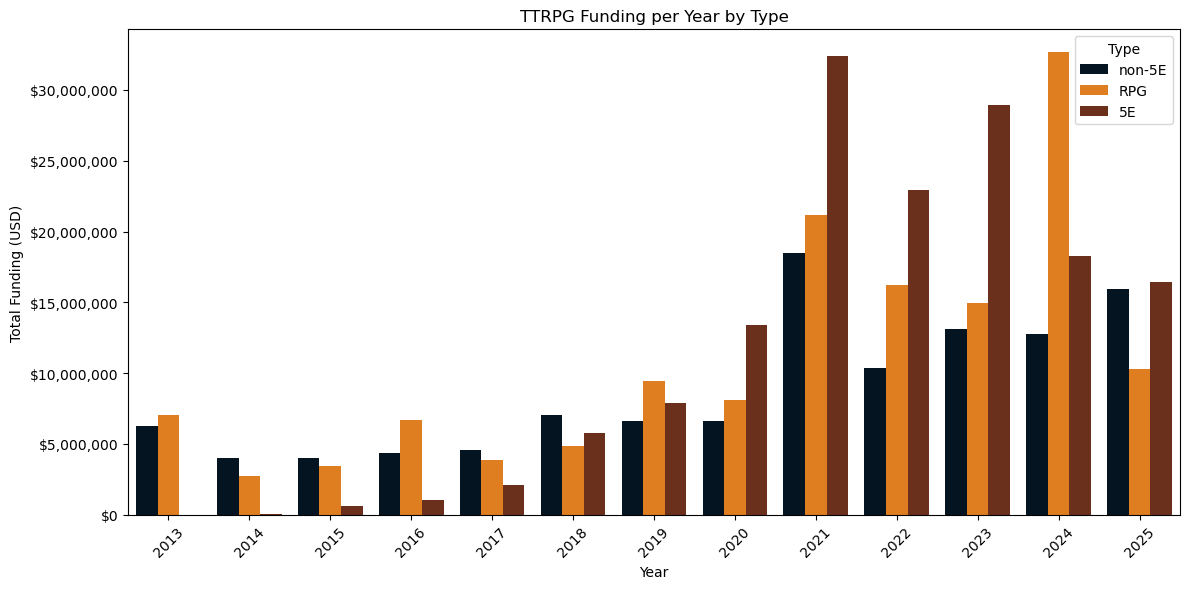 TTRPG Funding per Year by Type
Type
non-5E
RPG
5E
Total Funding (USD)
$30,000,000
$25,000,000
$20,000,000
$15,000,000
$10,000,000
$5,000,000
$0
2013
2014
2015
2016
2017
2018
2019
2020
2021
2022
2023
2024
2025
Year